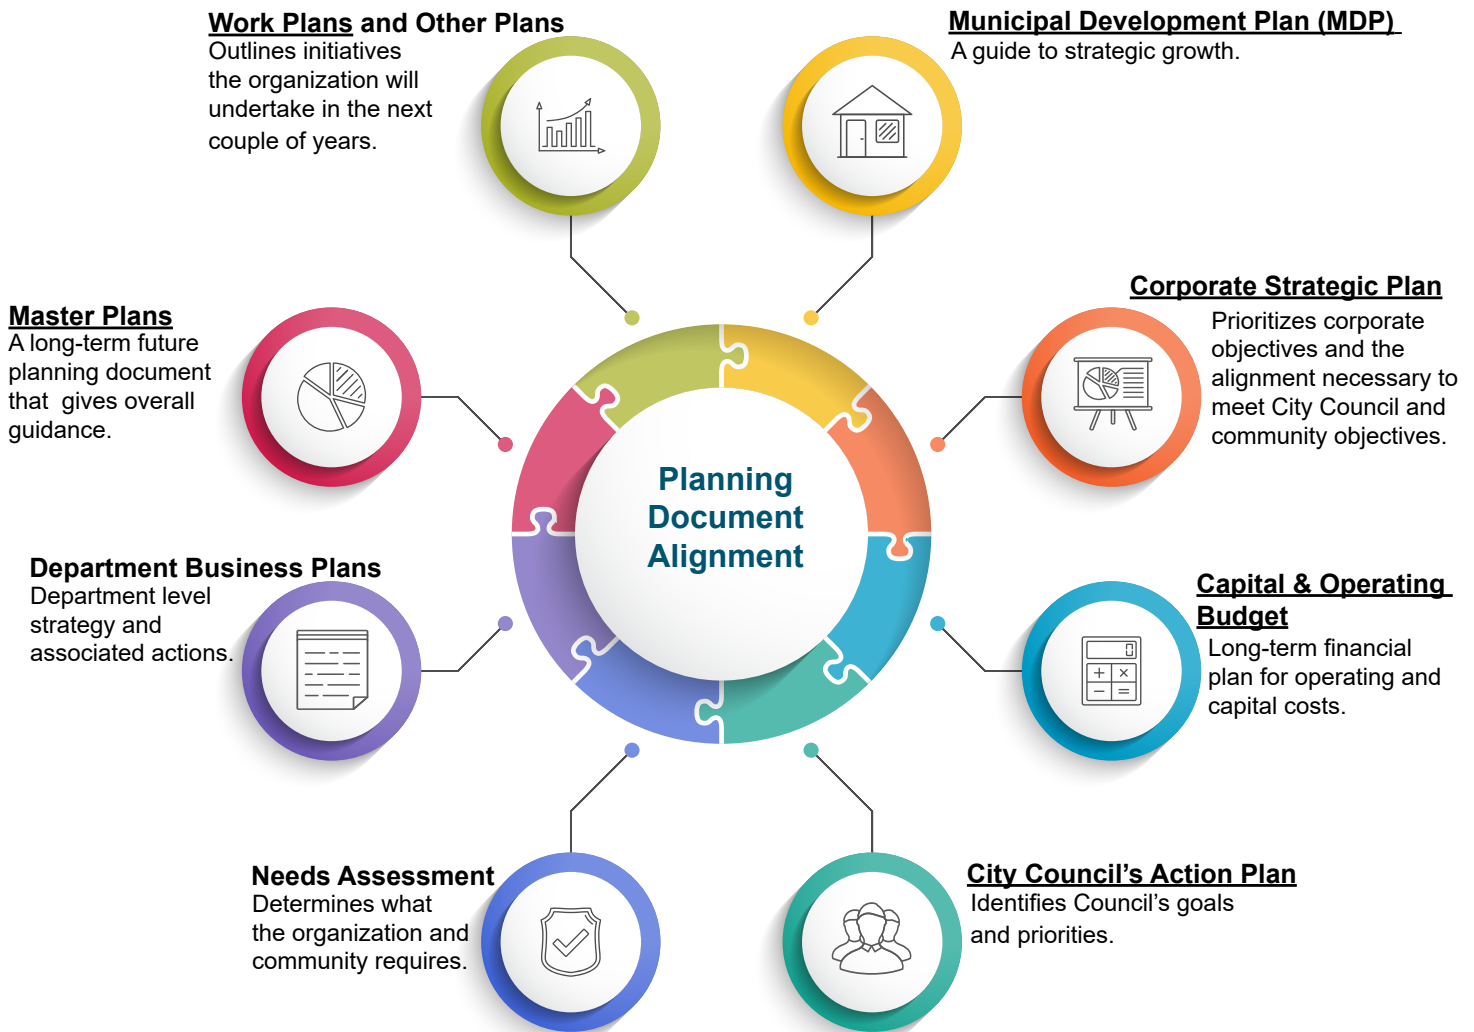 Work Plans and Other Plans
Outlines initiatives
the organization will
undertake in the next
couple of years.
Municipal Development Plan (MDP)
A guide to strategic growth.
Master Plans
A long-term future
planning document
that gives overall
guidance.
Corporate Strategic Plan
Prioritizes corporate
objectives and the
alignment necessary to
meet City Council and
community objectives.
Planning
Document
Alignment
Department Business Plans
Department level
strategy and
associated actions.
Capital & Operating
Budget
Long-term financial
plan for operating and
capital costs.
0
+ ×
− =
Needs Assessment
Determines what
the organization and
community requires.
City Council’s Action Plan
Identifies Council’s goals
and priorities.